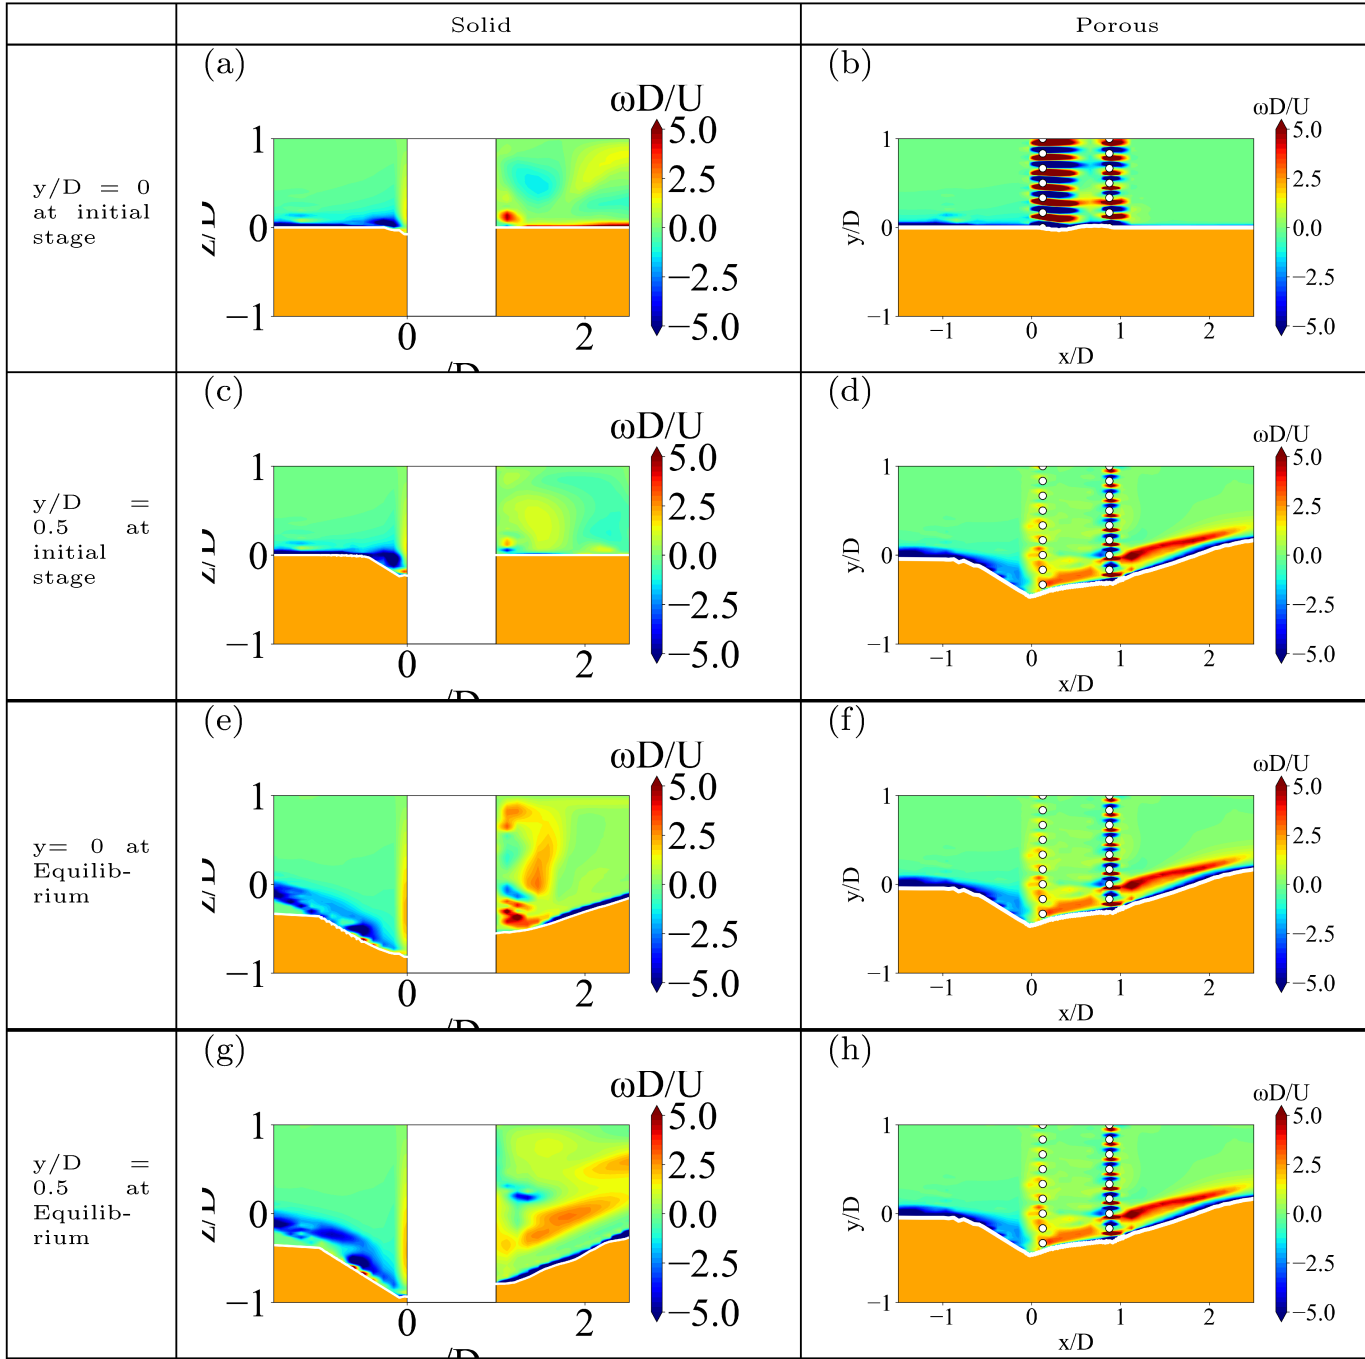 Solid
Porous
y/D = 0
at initial
stage
(a)
ωD/U
5.0
2.5
0.0
−2.5
−5.0
1
0
−1
Z/D
0
2
/D
(b)
ωD/U
5.0
2.5
0.0
−2.5
−5.0
1
0
−1
y/D
−1
0
1
2
x/D
y/D =
0.5 at
initial
stage
(c)
ωD/U
5.0
2.5
0.0
−2.5
−5.0
1
0
−1
Z/D
0
2
/D
(d)
ωD/U
5.0
2.5
0.0
−2.5
−5.0
1
0
−1
y/D
−1
0
1
2
x/D
y= 0 at
Equilib-
rium
(e)
ωD/U
5.0
2.5
0.0
−2.5
−5.0
1
0
−1
Z/D
0
2
/D
(f)
ωD/U
5.0
2.5
0.0
−2.5
−5.0
1
0
−1
y/D
−1
0
1
2
x/D
y/D =
0.5 at
Equilib-
rium
(g)
ωD/U
5.0
2.5
0.0
−2.5
−5.0
1
0
−1
Z/D
0
2
/D
(h)
ωD/U
5.0
2.5
0.0
−2.5
−5.0
1
0
−1
y/D
−1
0
1
2
x/D